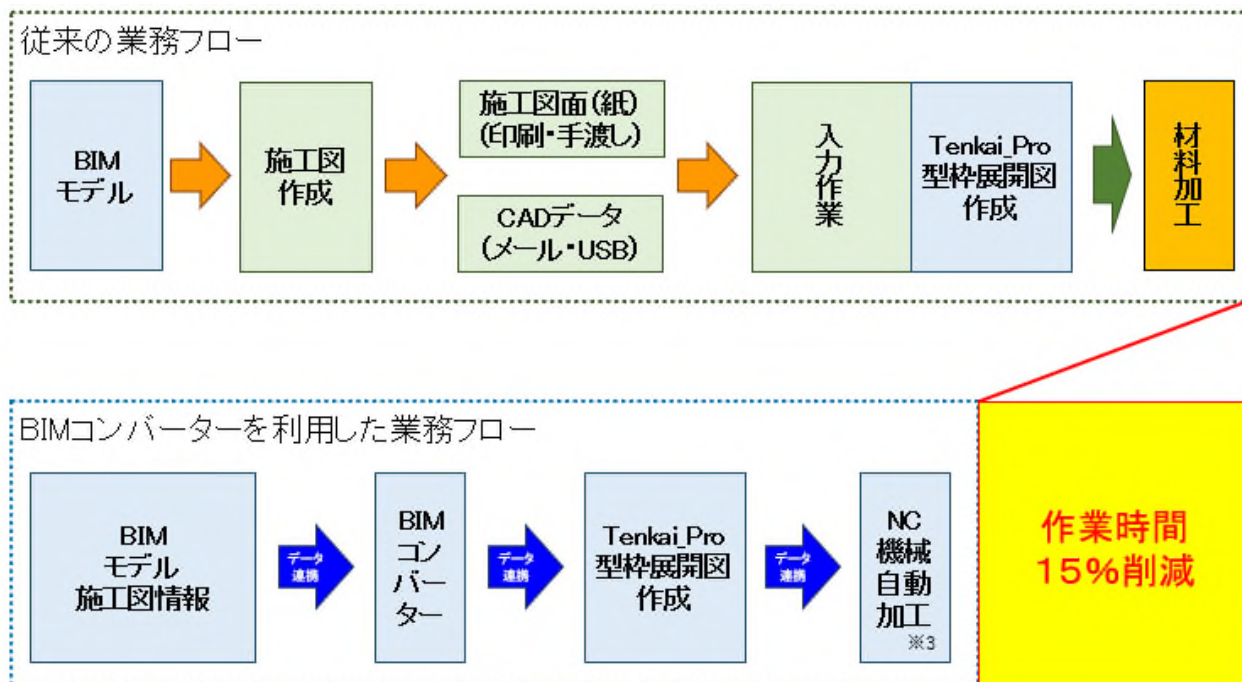 従来の業務フロー
BIM
モデル
施工図
作成
施工図面(紙)
(印刷・手渡し)
CADデータ
(メール・USB)
入力作業
Tenkai_Pro
型枠展開図
作成
材料加工
BIMコンバーターを利用した業務フロー
BIM
モデル
施工図情報
データ
連携
BIM
コン
バー
ター
データ
連携
Tenkai_Pro
型枠展開図
作成
データ
連携
NC
機械
自動
加工
※3
作業時間
15%削減